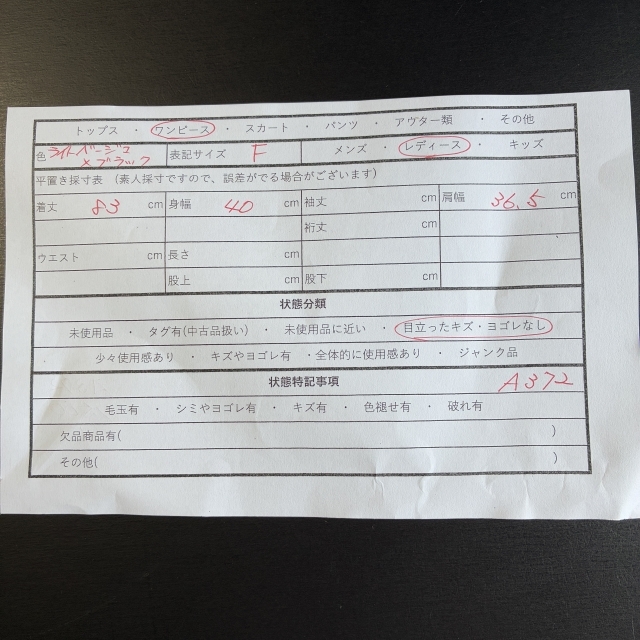 トップス ・ ワンピース ・ スカート ・ パンツ ・ アウター類 ・ その他
色 ライトベージュ×ブラック 表記サイズ F メンズ ・ レディース ・ キッズ
平置き採寸表 (素人採寸ですので、誤差がでる場合がございます)
着丈 83 cm 身幅 40 cm 袖丈 cm 肩幅 36.5 cm
裄丈 cm
ウエスト cm 長さ cm
股上 cm 股下 cm
状態分類
未使用品 ・ タグ有(中古品扱い) ・ 未使用品に近い ・ 目立ったキズ・ヨゴレなし
少々使用感あり ・ キズやヨゴレ有 ・全体的に使用感あり ・ ジャンク品
状態特記事項 A372
毛玉有 ・ シミやヨゴレ有 ・ キズ有 ・ 色褪せ有 ・ 破れ有
欠品商品有( )
その他( )